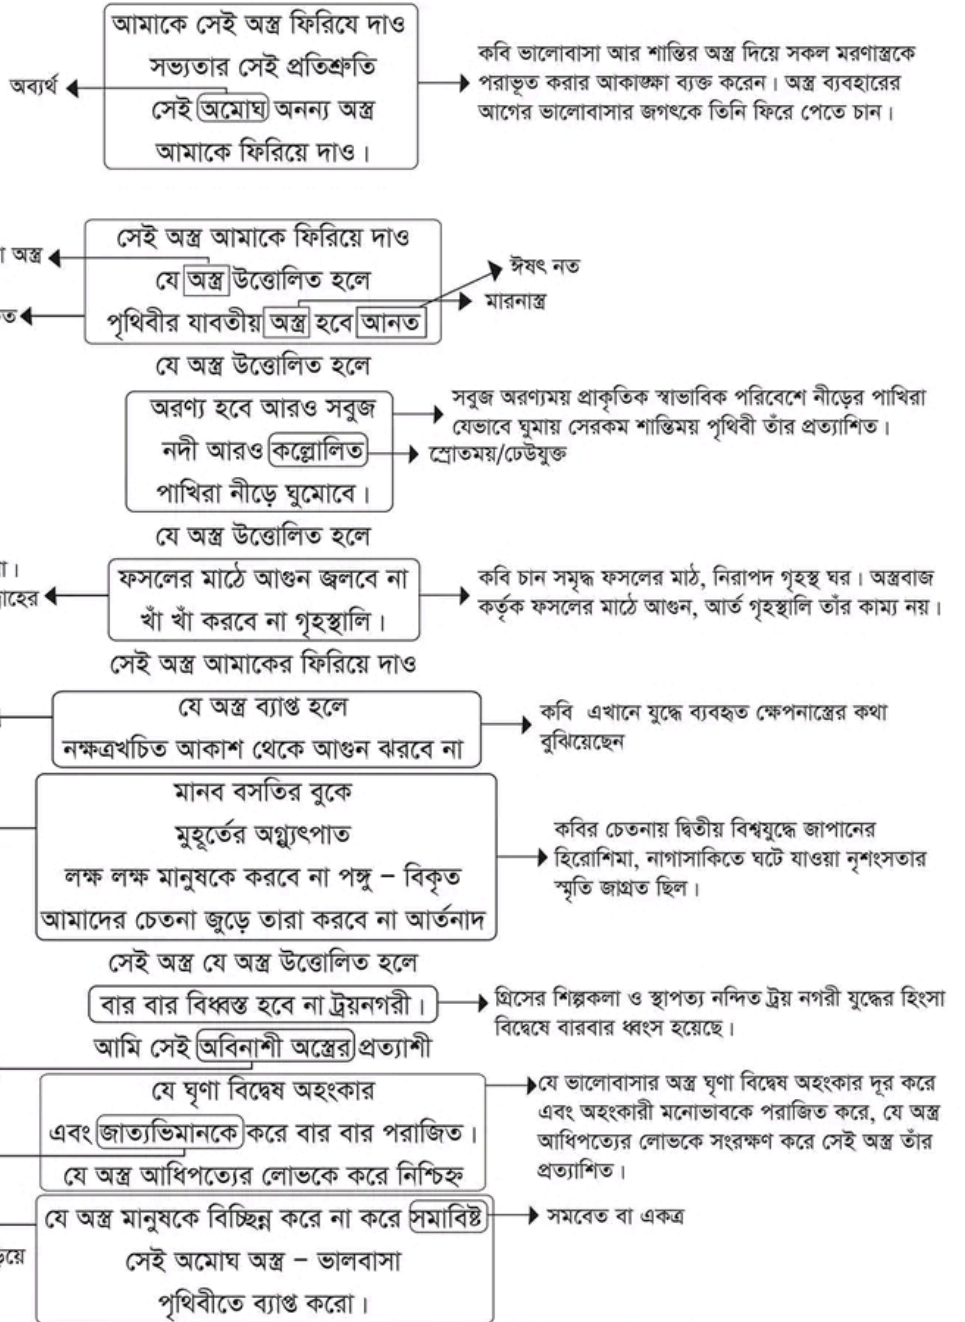 আমাকে সেই অস্ত্র ফিরিযে দাও
সভ্যতার সেই প্রতিশ্রুতি
সেই অমোঘ অনন্য অস্ত্র
আমাকে ফিরিয়ে দাও।
অব্যর্থ
কবি ভালোবাসা আর শান্তির অস্ত্র দিয়ে সকল মরণাস্ত্রকে
পরাভূত করার আকাঙ্ক্ষা ব্যক্ত করেন। অস্ত্র ব্যবহারের
আগের ভালোবাসার জগৎকে তিনি ফিরে পেতে চান।
সেই অস্ত্র আমাকে ফিরিয়ে দাও
যে অস্ত্র উত্তোলিত হলে
পৃথিবীর যাবতীয় অস্ত্র হবে আনত
অস্ত্র
ঈষৎ নত
মারনাস্ত্র
যে অস্ত্র উত্তোলিত হলে
অরণ্য হবে আরও সবুজ
নদী আরও কল্লোলিত
পাখিরা নীড়ে ঘুমোবে।
সবুজ অরণ্যময় প্রাকৃতিক স্বাভাবিক পরিবেশে নীড়ের পাখিরা
যেভাবে ঘুমায় সেরকম শান্তিময় পৃথিবী তাঁর প্রত্যাশিত।
স্রোতময়/ঢেউযুক্ত
যে অস্ত্র উত্তোলিত হলে
ফসলের মাঠে আগুন জ্বলবে না
খাঁ খাঁ করবে না গৃহস্থালি।
কবি চান সমৃদ্ধ ফসলের মাঠ, নিরাপদ গৃহস্থ ঘর। অস্ত্রবাজ
কর্তৃক ফসলের মাঠে আগুন, আর্ত গৃহস্থালি তাঁর কাম্য নয়।
সেই অস্ত্র আমাকের ফিরিয়ে দাও
যে অস্ত্র ব্যাপ্ত হলে
নক্ষত্রখচিত আকাশ থেকে আগুন ঝরবে না
কবি এখানে যুদ্ধে ব্যবহৃত ক্ষেপনাস্ত্রের কথা
বুঝিয়েছেন
মানব বসতির বুকে
মুহূর্তের অগ্ন্যুৎপাত
লক্ষ লক্ষ মানুষকে করবে না পঙ্গু – বিকৃত
আমাদের চেতনা জুড়ে তারা করবে না আর্তনাদ
কবির চেতনায় দ্বিতীয় বিশ্বযুদ্ধে জাপানের
হিরোশিমা, নাগাসাকিতে ঘটে যাওয়া নৃশংসতার
স্মৃতি জাগ্রত ছিল।
সেই অস্ত্র যে অস্ত্র উত্তোলিত হলে
বার বার বিধ্বস্ত হবে না ট্রয়নগরী।
গ্রিসের শিল্পকলা ও স্থাপত্য নন্দিত ট্রয় নগরী যুদ্ধের হিংসা
বিদ্বেষে বারবার ধ্বংস হয়েছে।
আমি সেই অবিনাশী অস্ত্রের প্রত্যাশী
যে ঘৃণা বিদ্বেষ অহংকার
এবং জাত্যভিমানকে করে বার বার পরাজিত।
যে অস্ত্র আধিপত্যের লোভকে করে নিশ্চিহ্ন
যে ভালোবাসার অস্ত্র ঘৃণা বিদ্বেষ অহংকার দূর করে
এবং অহংকারী মনোভাবকে পরাজিত করে, যে অস্ত্র
আধিপত্যের লোভকে সংরক্ষণ করে সেই অস্ত্র তাঁর
প্রত্যাশিত।
যে অস্ত্র মানুষকে বিচ্ছিন্ন করে না করে সমাবিষ্ট
সেই অমোঘ অস্ত্র – ভালবাসা
পৃথিবীতে ব্যাপ্ত করো।
সমবেত বা একত্র